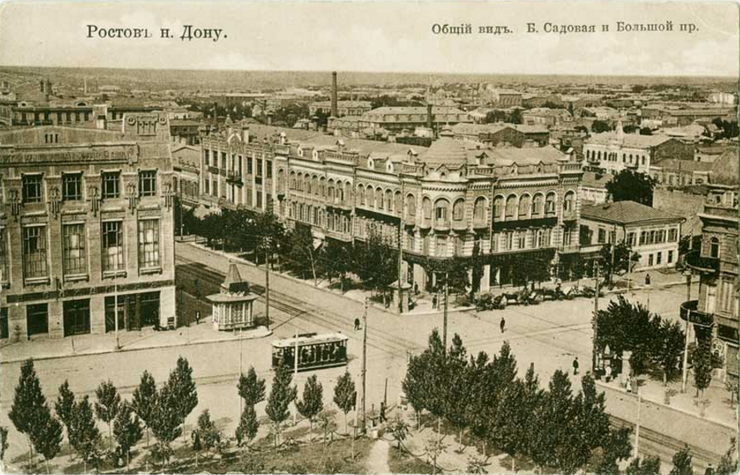 Ростовъ н. Дону.
Общій видъ. Б. Садовая и Большой пр.